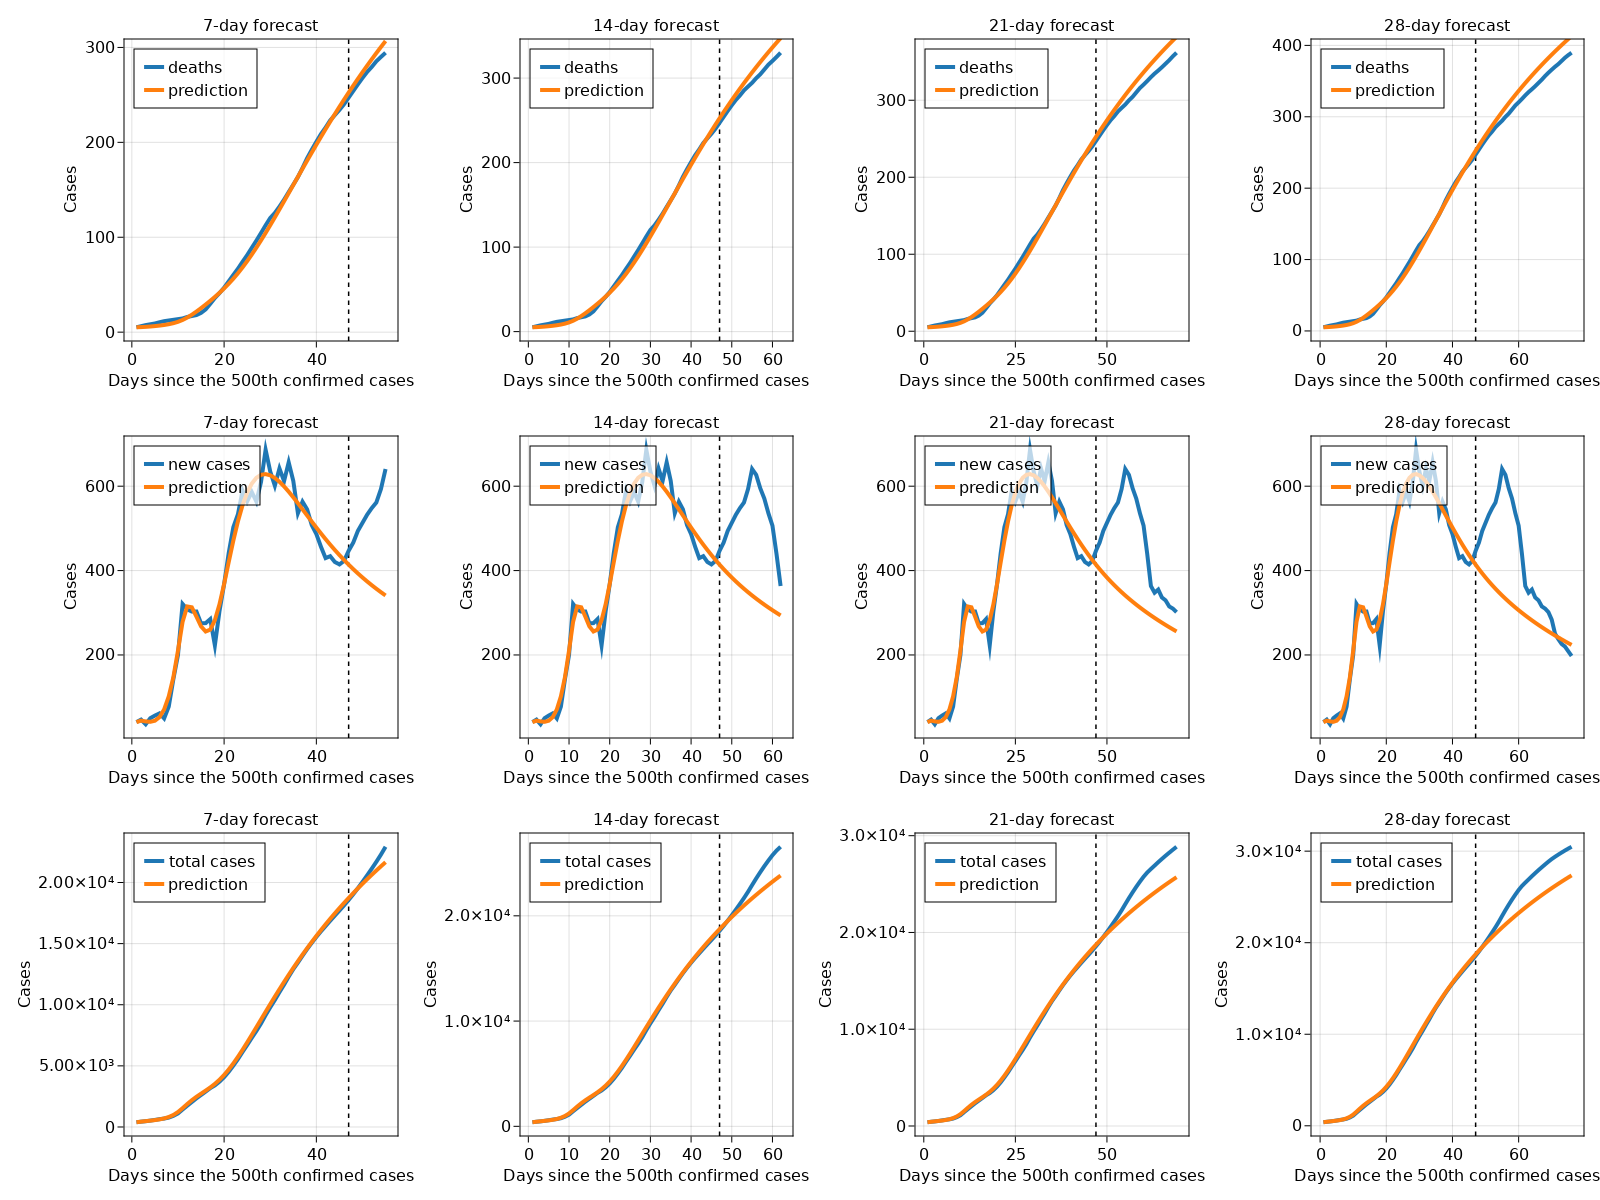 7-day forecast
14-day forecast
21-day forecast
28-day forecast
300
200
100
0
Cases
deaths
prediction
0 20 40
Days since the 500th confirmed cases
300
200
100
0
Cases
deaths
prediction
0 10 20 30 40 50 60
Days since the 500th confirmed cases
300
200
100
0
Cases
deaths
prediction
0 25 50
Days since the 500th confirmed cases
400
300
200
100
0
Cases
deaths
prediction
0 20 40 60
Days since the 500th confirmed cases
7-day forecast
14-day forecast
21-day forecast
28-day forecast
600
400
200
Cases
new cases
prediction
0 20 40
Days since the 500th confirmed cases
600
400
200
Cases
new cases
prediction
0 10 20 30 40 50 60
Days since the 500th confirmed cases
600
400
200
Cases
new cases
prediction
0 25 50
Days since the 500th confirmed cases
600
400
200
Cases
new cases
prediction
0 20 40 60
Days since the 500th confirmed cases
7-day forecast
14-day forecast
21-day forecast
28-day forecast
2.00×10⁴
1.50×10⁴
1.00×10⁴
5.00×10³
0
Cases
total cases
prediction
0 20 40
Days since the 500th confirmed cases
2.0×10⁴
1.0×10⁴
0
Cases
total cases
prediction
0 10 20 30 40 50 60
Days since the 500th confirmed cases
3.0×10⁴
2.0×10⁴
1.0×10⁴
0
Cases
total cases
prediction
0 25 50
Days since the 500th confirmed cases
3.0×10⁴
2.0×10⁴
1.0×10⁴
0
Cases
total cases
prediction
0 20 40 60
Days since the 500th confirmed cases